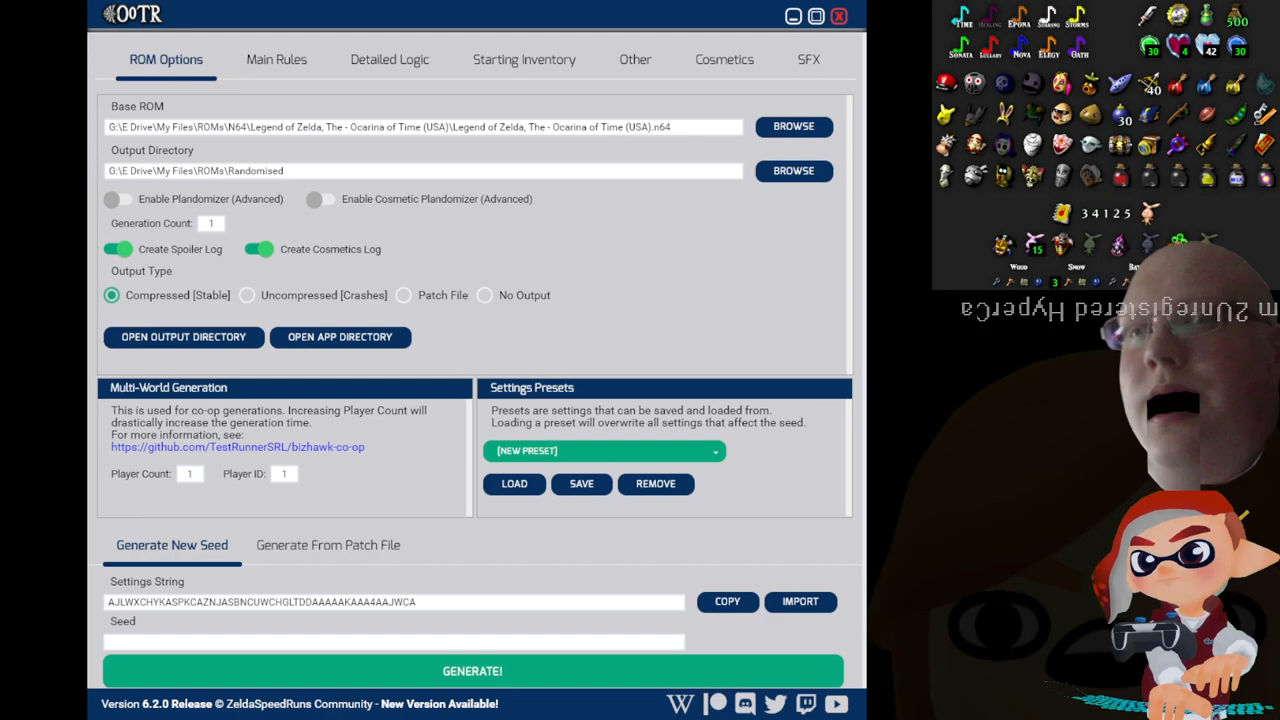 OoTR
ROM Options
Main Rules
Detailed Logic
Starting Inventory
Other
Cosmetics
SFX
Base ROM
G:\E Drive\My Files\ROMs\N64\Legend of Zelda, The - Ocarina of Time (USA)\Legend of Zelda, The - Ocarina of Time (USA).n64
BROWSE
Output Directory
G:\E Drive\My Files\ROMs\Randomised
BROWSE
Enable Plandomizer (Advanced)
Enable Cosmetic Plandomizer (Advanced)
Generation Count: 1
Create Spoiler Log
Create Cosmetics Log
Output Type
Compressed [Stable]
Uncompressed [Crashes]
Patch File
No Output
OPEN OUTPUT DIRECTORY
OPEN APP DIRECTORY
Multi-World Generation
This is used for co-op generations. Increasing Player Count will
drastically increase the generation time.
For more information, see:
https://github.com/TestRunnerSRL/bizhawk-co-op
Player Count: 1
Player ID: 1
Settings Presets
Presets are settings that can be saved and loaded from.
Loading a preset will overwrite all settings that affect the seed.
[NEW PRESET]
LOAD
SAVE
REMOVE
Generate New Seed
Generate From Patch File
Settings String
AJLWXCHYKASPKCAZNJASBNCUWCHGLTDDAAAAAKAAA4AAJWCA
COPY
IMPORT
Seed
GENERATE!
Version 6.2.0 Release © ZeldaSpeedRuns Community - New Version Available!
TIME
HEALING
EPONA
SOARING
STORMS
500
SONATA
LULLABY
NOVA
ELEGY
OATH
30
4
42
30
40
30
MILK
34125
15
WOOD
SNOW
3
m 2Unregistered HyperCa